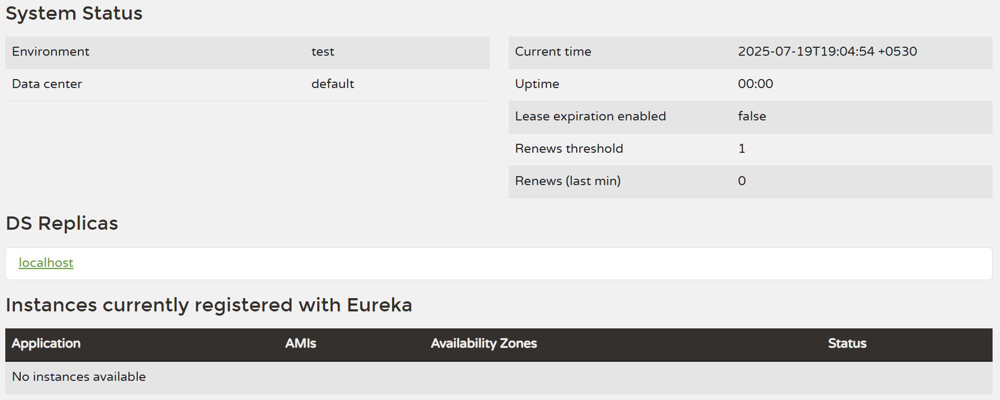 System Status
Environment test
Data center default
Current time 2025-07-19T19:04:54 +0530
Uptime 00:00
Lease expiration enabled false
Renews threshold 1
Renews (last min) 0
DS Replicas
localhost
Instances currently registered with Eureka
Application AMIs Availability Zones Status
No instances available